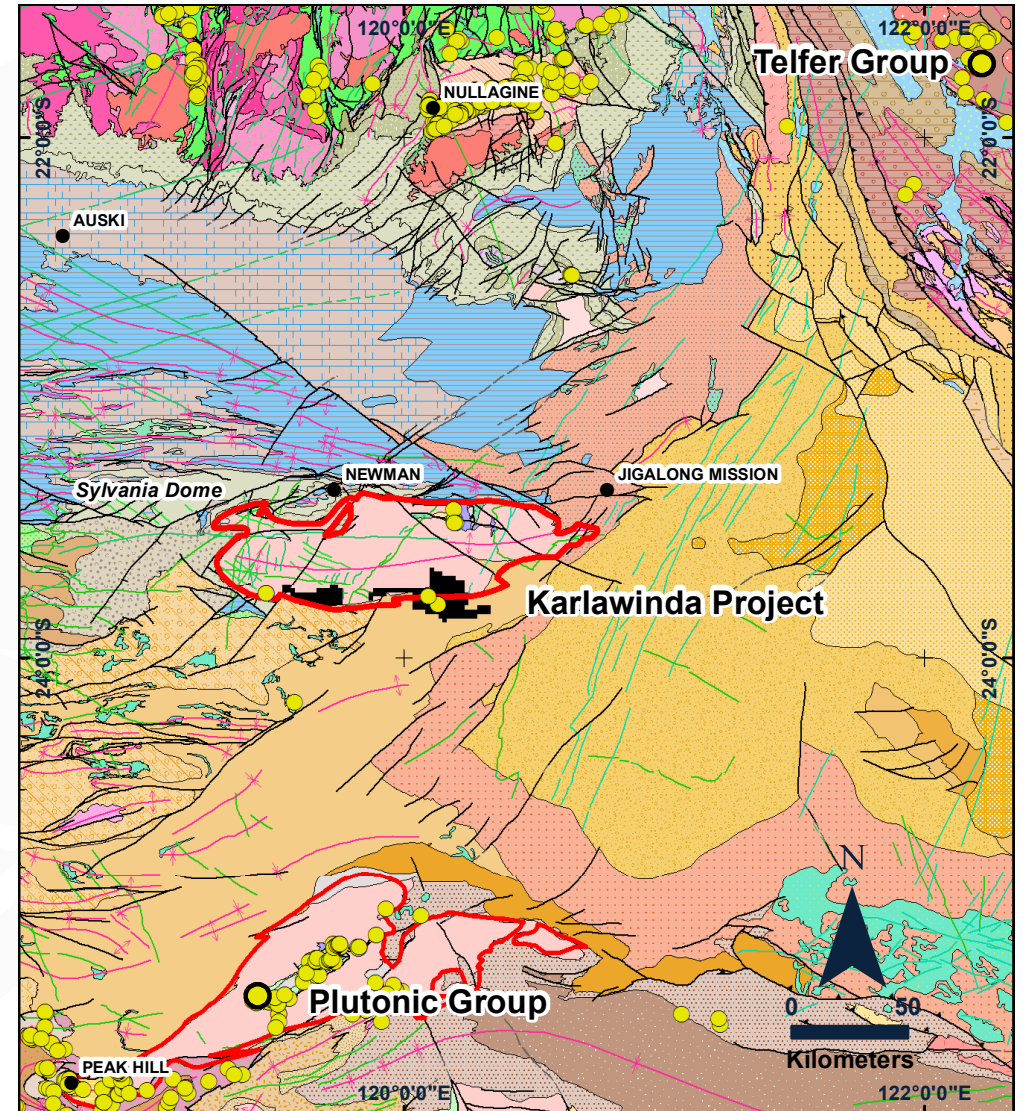 120°0'0"E
122°0'0"E
Telfer Group
NULLAGINE
22°0'0"S
22°0'0"S
AUSKI
NEWMAN
JIGALONG MISSION
Sylvania Dome
Karlawinda Project
24°0'0"S
24°0'0"S
N
0 50
Kilometers
Plutonic Group
PEAK HILL
120°0'0"E
122°0'0"E